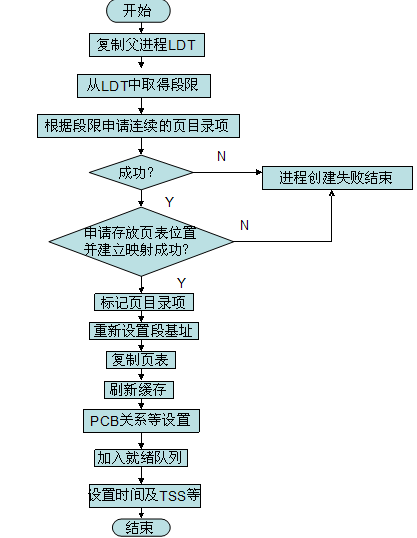 开始
复制父进程LDT
从LDT中取得段限
根据段限申请连续的页目录项
成功?
N
进程创建失败结束
Y
申请存放页表位置
并建立映射成功?
N
Y
标记页目录项
重新设置段基址
复制页表
刷新缓存
PCB关系等设置
加入就绪队列
设置时间及TSS等
结束